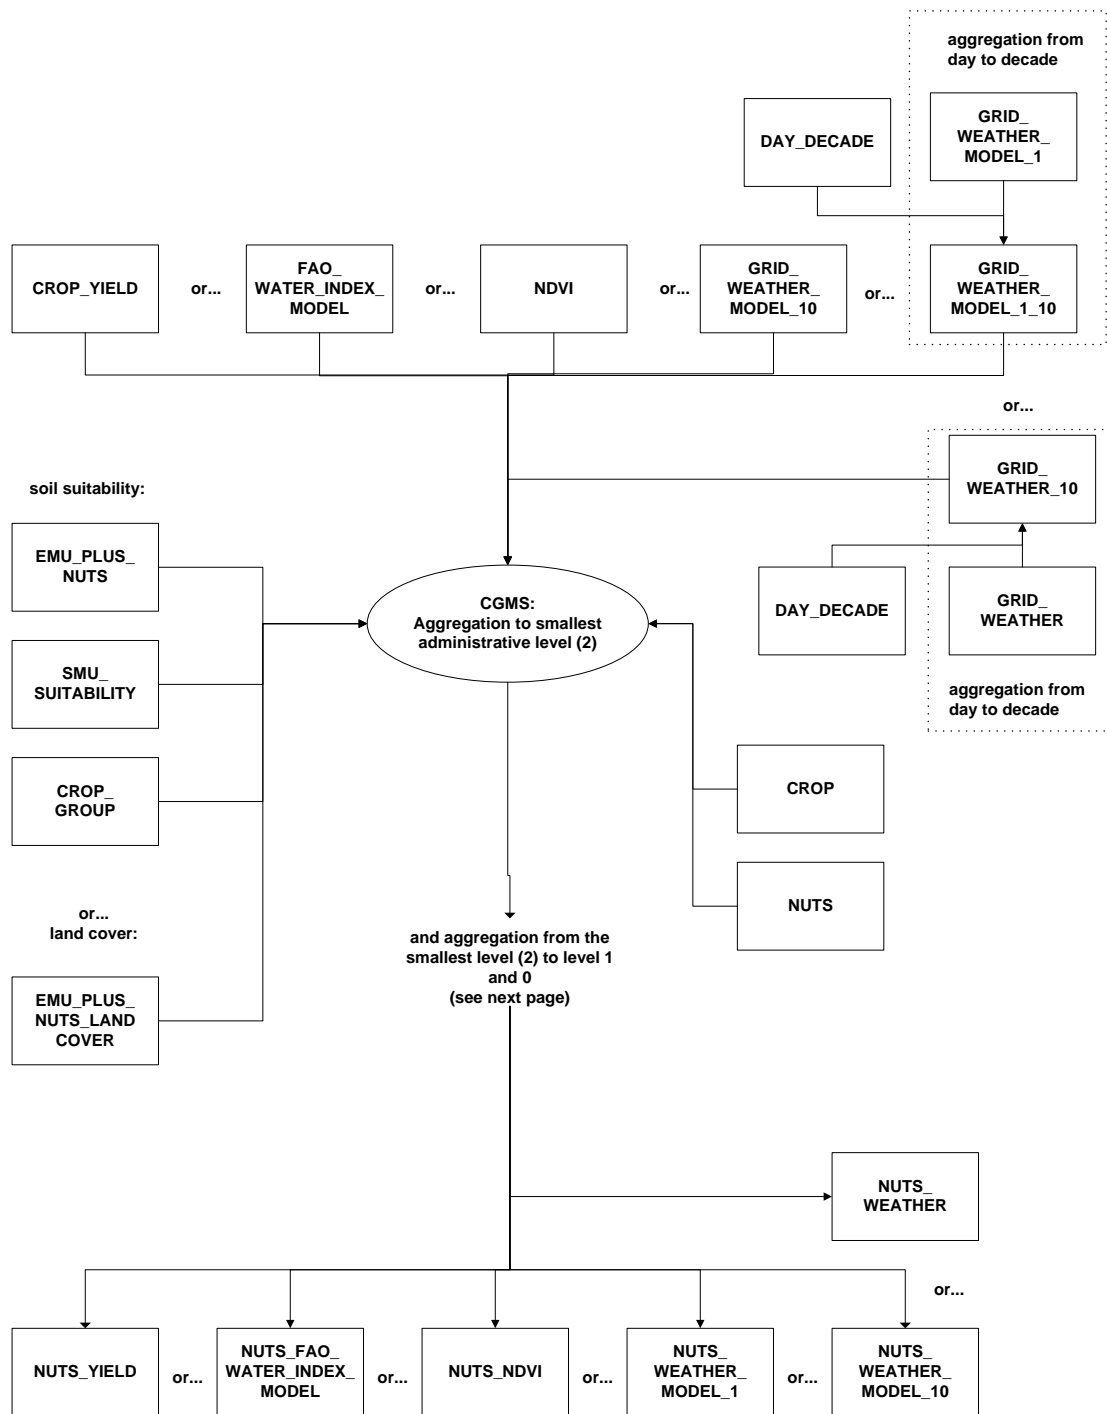 aggregation from
day to decade
GRID_
WEATHER_
MODEL_1
DAY_DECADE
CROP_YIELD
or...
FAO_
WATER_INDEX_
MODEL
or...
NDVI
or...
GRID_
WEATHER_
MODEL_10
or...
GRID_
WEATHER_
MODEL_1_10
or...
GRID_
WEATHER_10
DAY_DECADE
GRID_
WEATHER
aggregation from
day to decade
soil suitability:
EMU_PLUS_
NUTS
SMU_
SUITABILITY
CROP_
GROUP
or...
land cover:
EMU_PLUS_
NUTS_LAND
COVER
CGMS:
Aggregation to smallest
administrative level (2)
CROP
NUTS
and aggregation from the
smallest level (2) to level 1
and 0
(see next page)
NUTS_
WEATHER
or...
NUTS_YIELD
or...
NUTS_FAO_
WATER_INDEX_
MODEL
or...
NUTS_NDVI
or...
NUTS_
WEATHER_
MODEL_1
or...
NUTS_
WEATHER_
MODEL_10